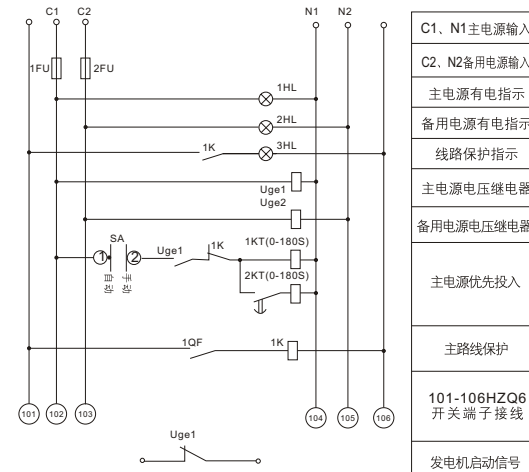 C1
C2
N1
N2
1FU
2FU
1HL
2HL
1K
3HL
Uge1
Uge2
SA
1
2
自动
手动
Uge1
1K
1KT(0-180S)
2KT(0-180S)
1QF
1K
101
102
103
104
105
106
Uge1
C1、N1主电源输入
C2、N2备用电源输入
主电源有电指示
备用电源有电指示
线路保护指示
主电源电压继电器
备用电源电压继电器
主电源优先投入
主路线保护
101-106HZQ6
开关端子接线
发电机启动信号